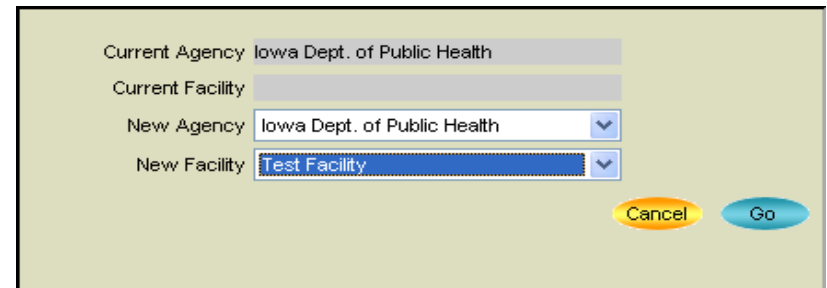 Current Agency Iowa Dept. of Public Health
Current Facility
New Agency Iowa Dept. of Public Health
New Facility Test Facility
Cancel Go